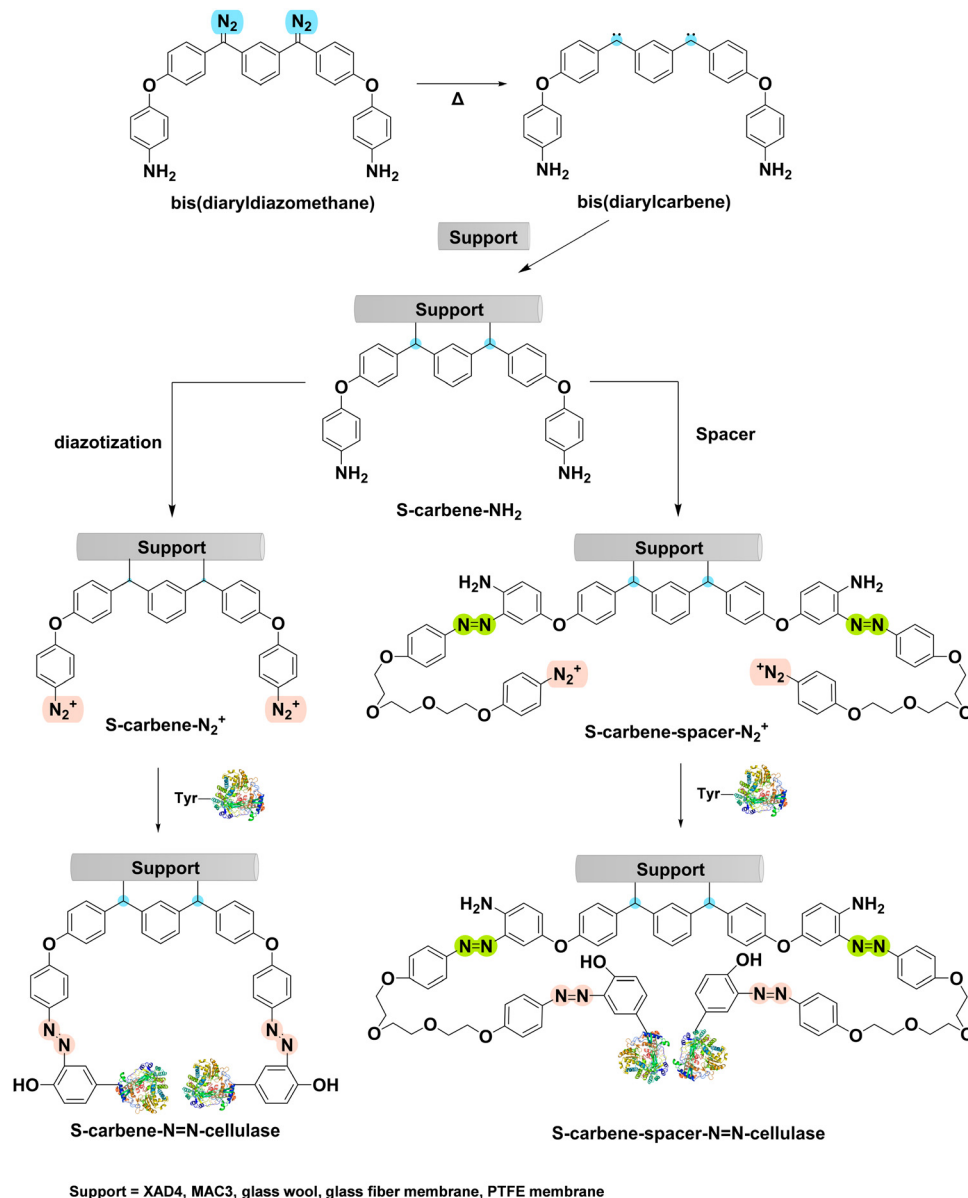 N₂ N₂
O O
Δ
NH₂ NH₂
bis(diaryldiazomethane)
O O
NH₂ NH₂
bis(diarylcarbene)
Support
Support
O O
NH₂ NH₂
S-carbene-NH₂
diazotization
Spacer
Support
O O
N₂⁺ N₂⁺
S-carbene-N₂⁺
Support
H₂N NH₂
N=N O O N=N
O O
N₂⁺ ⁺N₂
O O O O O O
S-carbene-spacer-N₂⁺
Tyr
Tyr
Support
O O
N N
N N
HO OH
S-carbene-N=N-cellulase
Support
H₂N NH₂
N=N O O N=N
HO OH
O O
N=N N=N
O O O O O O
S-carbene-spacer-N=N-cellulase
Support = XAD4, MAC3, glass wool, glass fiber membrane, PTFE membrane